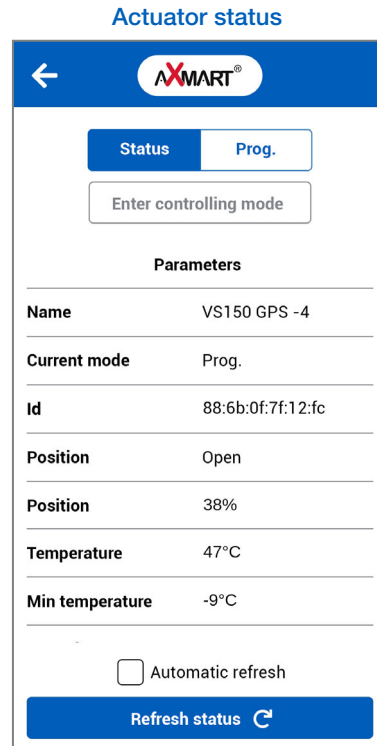 Actuator status
AXMART®
Status Prog.
Enter controlling mode
Parameters
Name VS150 GPS -4
Current mode Prog.
Id 88:6b:0f:7f:12:fc
Position Open
Position 38%
Temperature 47°C
Min temperature -9°C
Automatic refresh
Refresh status